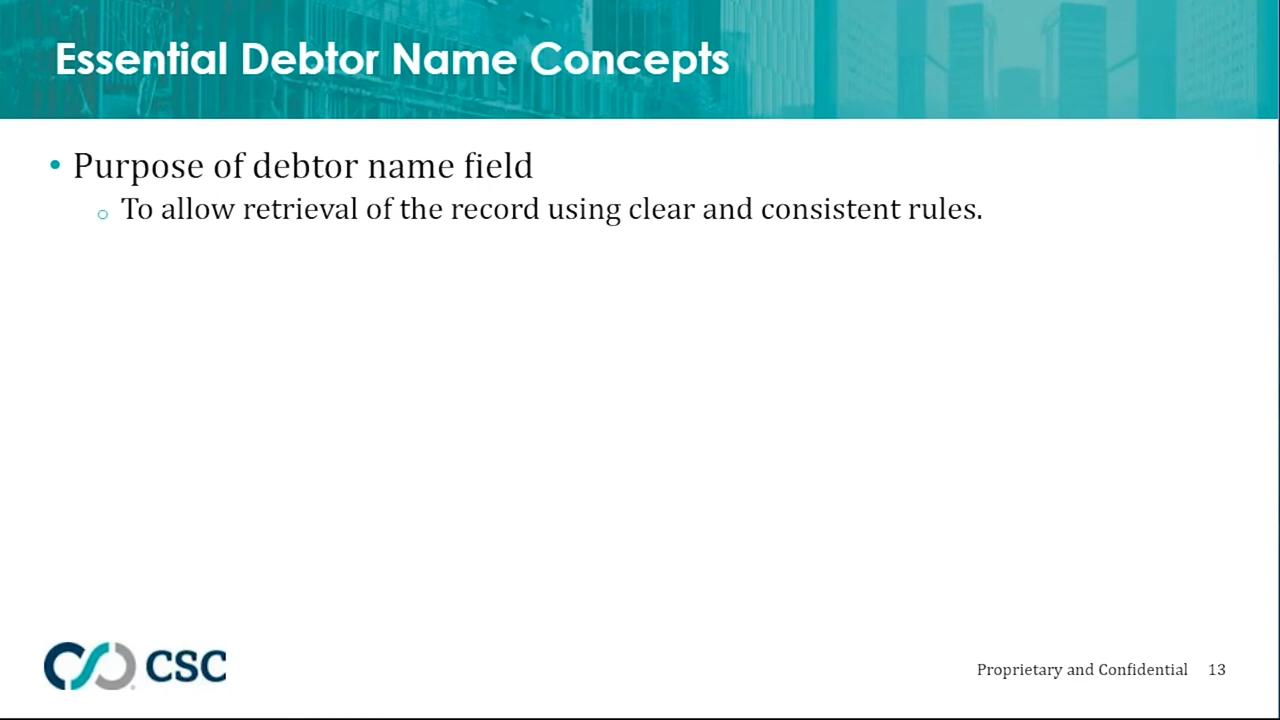 Essential Debtor Name Concepts
• Purpose of debtor name field
○ To allow retrieval of the record using clear and consistent rules.
CSC
Proprietary and Confidential 13